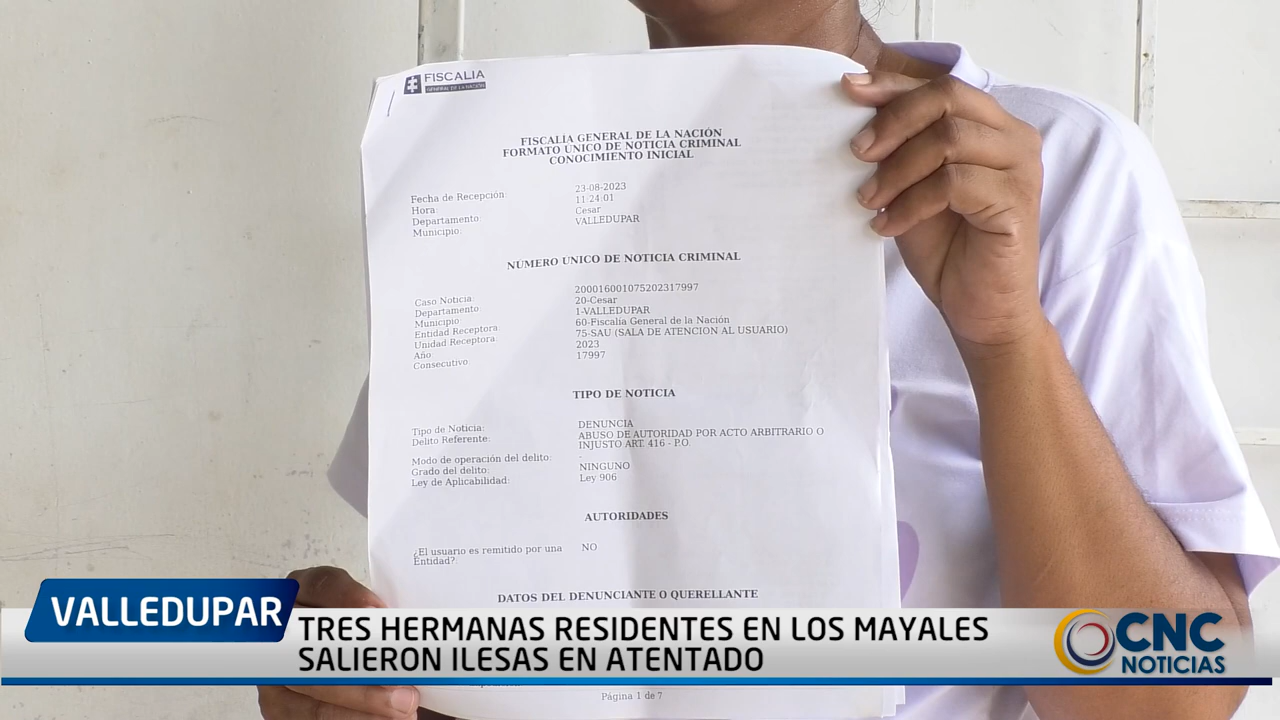 FISCALIA
GENERAL DE LA NACIÓN
FISCALIA GENERAL DE LA NACIÓN
FORMATO UNICO DE NOTICIA CRIMINAL
CONOCIMIENTO INICIAL
Fecha de Recepción: 23-08-2023
Hora 11:24:01
Departamento: Cesar
Municipio: VALLEDUPAR
NÚMERO UNICO DE NOTICIA CRIMINAL
Caso Noticia: 200016001075202317997
Departamento: 20-Cesar
Municipio 1-VALLEDUPAR
Entidad Receptora: 60-Fiscalía General de la Nación
Unidad Receptora: 75-SAU (SALA DE ATENCION AL USUARIO)
Año 2023
Consecutivo 17997
TIPO DE NOTICIA
Tipo de Noticia: DENUNCIA
Delito Referente: ABUSO DE AUTORIDAD POR ACTO ARBITRARIO O
INJUSTO ART. 416 - P.O.
Modo de operación del delito: -
Grado del delito: NINGUNO
Ley de Aplicabilidad: Ley 906
AUTORIDADES
¿El usuario es remitido por una NO
Entidad?:
DATOS DEL DENUNCIANTE O QUERELLANTE
VALLEDUPAR
TRES HERMANAS RESIDENTES EN LOS MAYALES
SALIERON ILESAS EN ATENTADO
CNC
NOTICIAS
Página 1 de 7